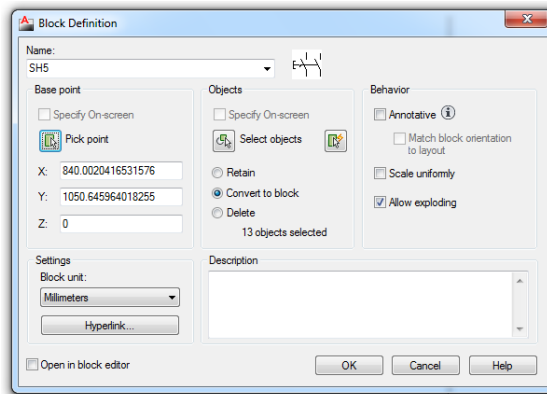 Block Definition
Name:
SH5
Base point
Specify On-screen
Pick point
X: 840.0020416531576
Y: 1050.645964018255
Z: 0
Objects
Specify On-screen
Select objects
Retain
Convert to block
Delete
13 objects selected
Behavior
Annotative
Match block orientation
to layout
Scale uniformly
Allow exploding
Settings
Block unit:
Millimeters
Hyperlink...
Description
Open in block editor
OK Cancel Help